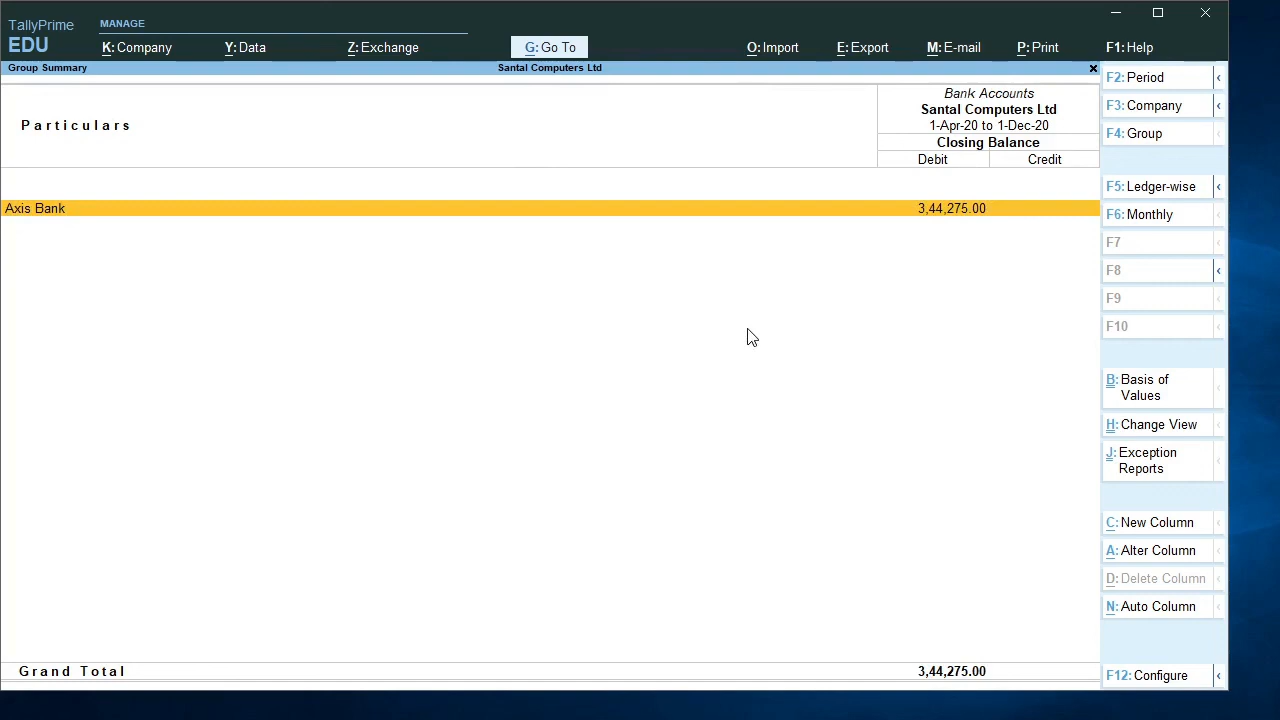 TallyPrime
EDU
MANAGE
K: Company
Y: Data
Z: Exchange
G: Go To
O: Import
E: Export
M: E-mail
P: Print
F1: Help
Group Summary
Santal Computers Ltd
Particulars
Bank Accounts
Santal Computers Ltd
1-Apr-20 to 1-Dec-20
Closing Balance
Debit Credit
Axis Bank 3,44,275.00
Grand Total 3,44,275.00
F2: Period
F3: Company
F4: Group
F5: Ledger-wise
F6: Monthly
F7
F8
F9
F10
B: Basis of
Values
H: Change View
J: Exception
Reports
C: New Column
A: Alter Column
D: Delete Column
N: Auto Column
F12: Configure